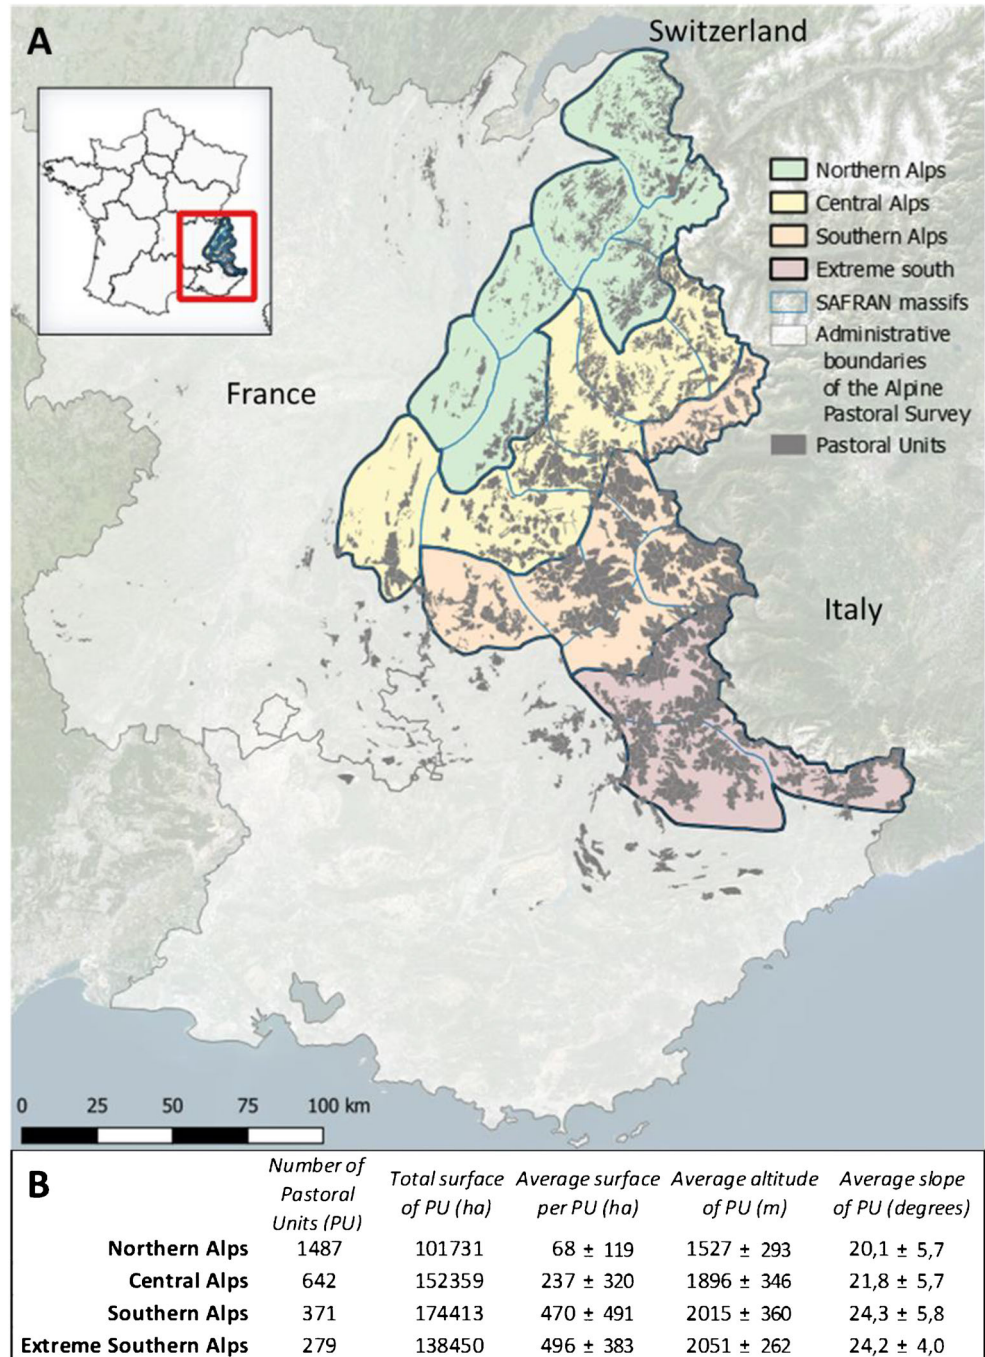 A
Switzerland
Northern Alps
Central Alps
Southern Alps
Extreme south
SAFRAN massifs
Administrative
boundaries
of the Alpine
Pastoral Survey
Pastoral Units
France
Italy
0 25 50 75 100 km
B
Number of Pastoral Units (PU) Total surface of PU (ha) Average surface per PU (ha) Average altitude of PU (m) Average slope of PU (degrees)
Northern Alps 1487 101731 68 ± 119 1527 ± 293 20,1 ± 5,7
Central Alps 642 152359 237 ± 320 1896 ± 346 21,8 ± 5,7
Southern Alps 371 174413 470 ± 491 2015 ± 360 24,3 ± 5,8
Extreme Southern Alps 279 138450 496 ± 383 2051 ± 262 24,2 ± 4,0